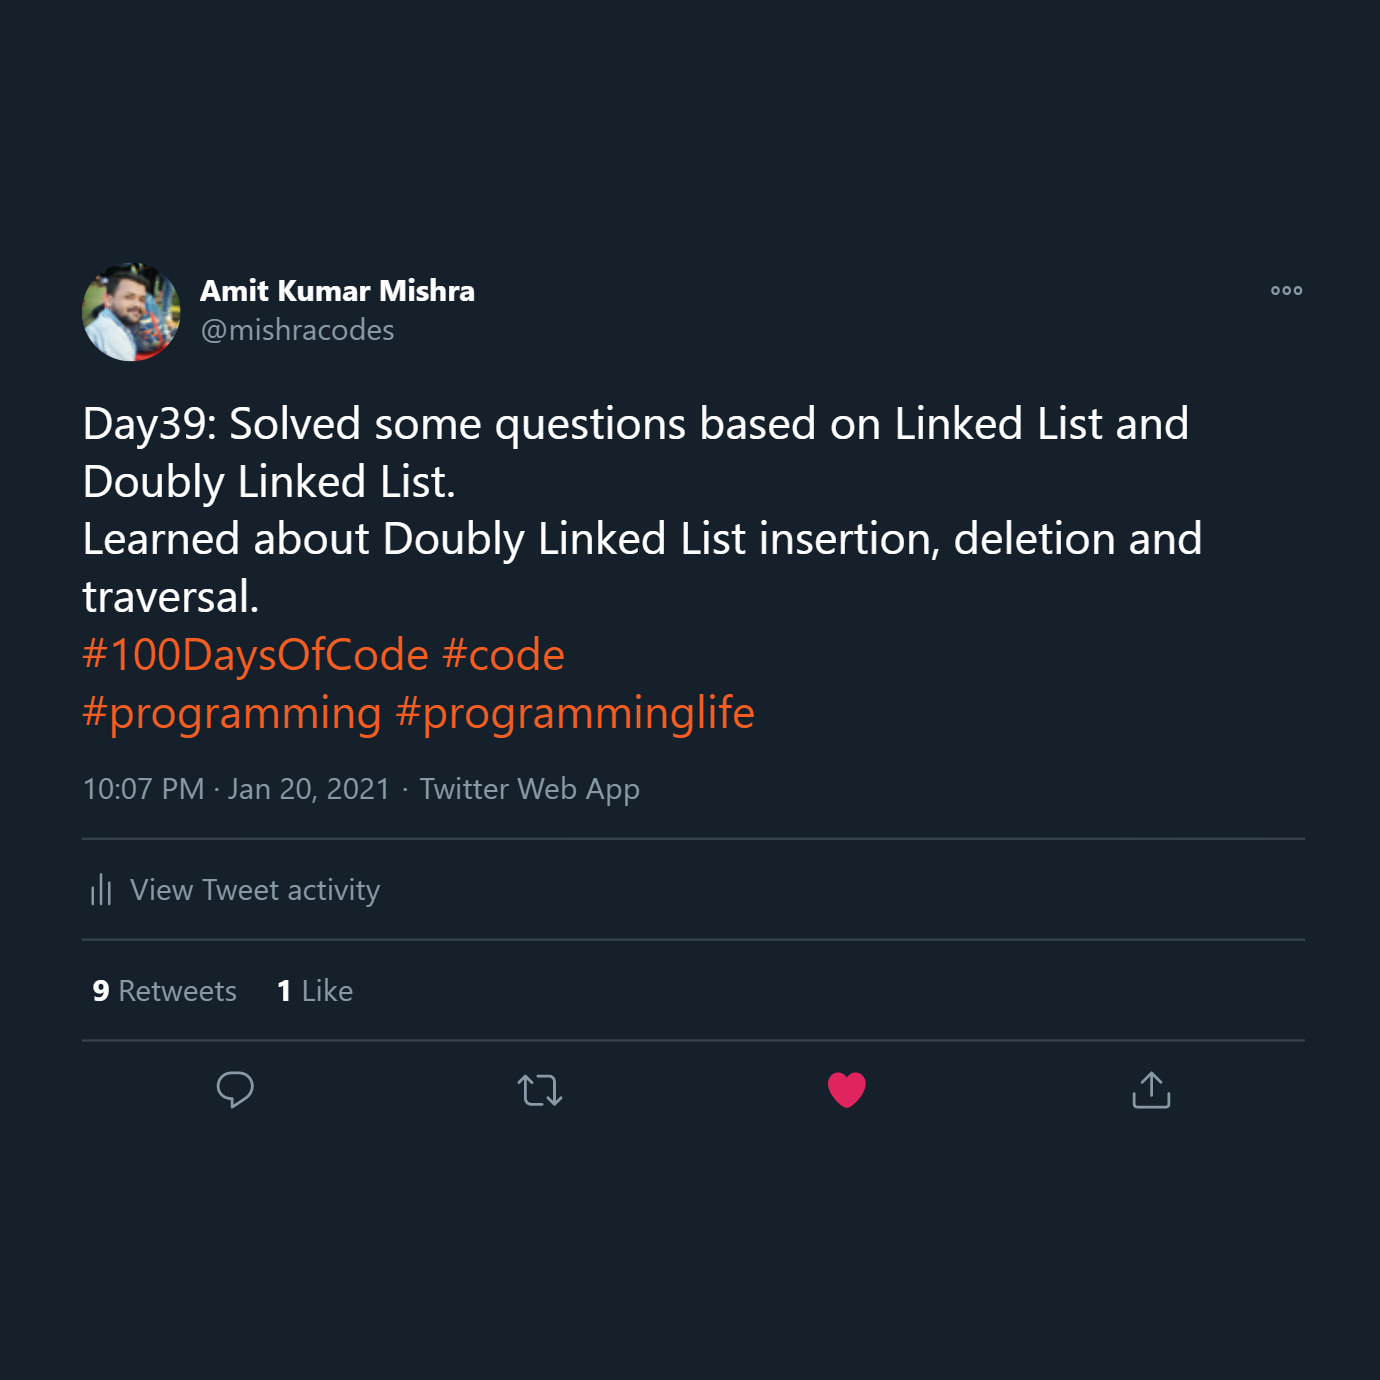 Amit Kumar Mishra
@mishracodes
Day39: Solved some questions based on Linked List and
Doubly Linked List.
Learned about Doubly Linked List insertion, deletion and
traversal.
#100DaysOfCode #code
#programming #programminglife
10:07 PM · Jan 20, 2021 · Twitter Web App
View Tweet activity
9 Retweets 1 Like